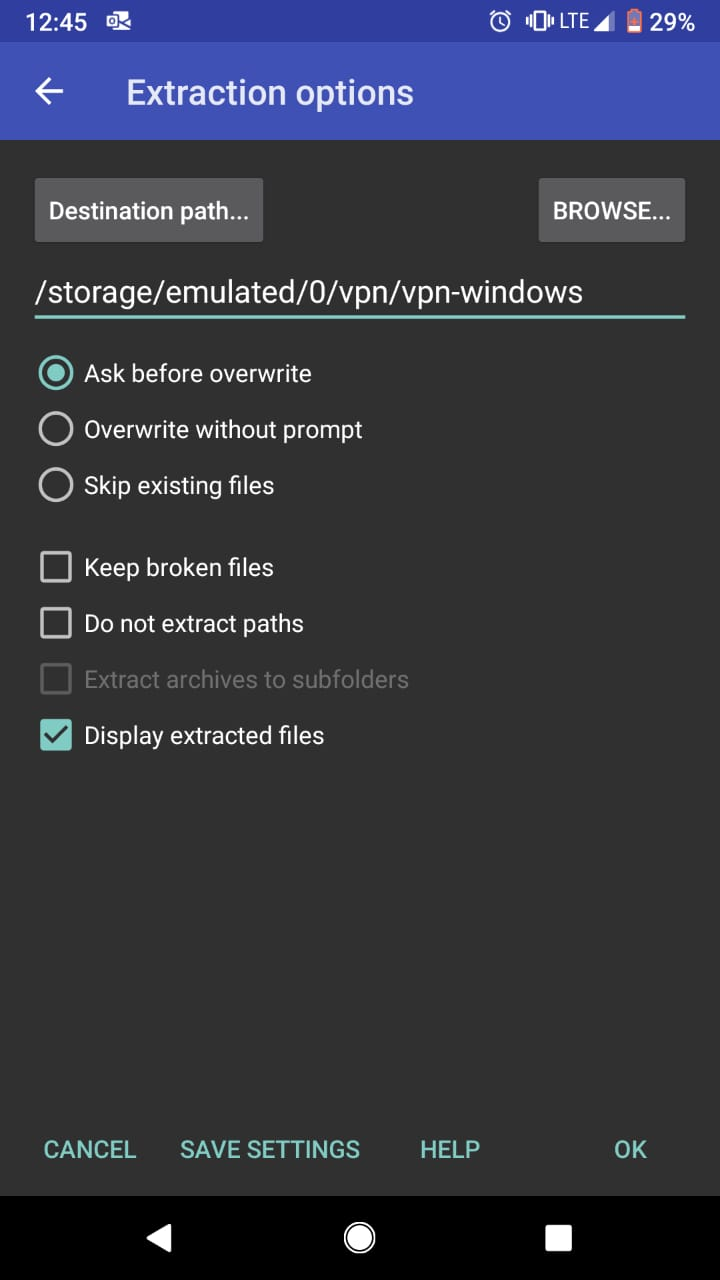 12:45 LTE 29%
Extraction options
Destination path... BROWSE...
/storage/emulated/0/vpn/vpn-windows
Ask before overwrite
Overwrite without prompt
Skip existing files
Keep broken files
Do not extract paths
Extract archives to subfolders
Display extracted files
CANCEL SAVE SETTINGS HELP OK